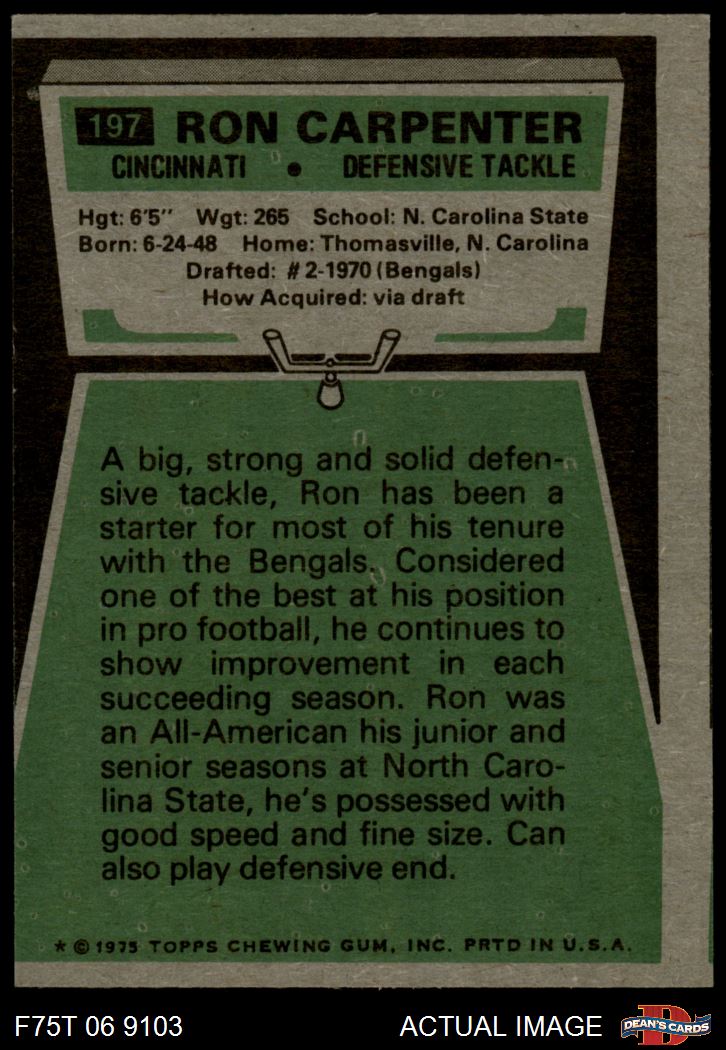 197 RON CARPENTER
CINCINNATI • DEFENSIVE TACKLE
Hgt: 6'5" Wgt: 265 School: N. Carolina State
Born: 6-24-48 Home: Thomasville, N. Carolina
Drafted: #2-1970 (Bengals)
How Acquired: via draft
A big, strong and solid defen-
sive tackle, Ron has been a
starter for most of his tenure
with the Bengals. Considered
one of the best at his position
in pro football, he continues to
show improvement in each
succeeding season. Ron was
an All-American his junior and
senior seasons at North Caro-
lina State, he's possessed with
good speed and fine size. Can
also play defensive end.
* © 1975 TOPPS CHEWING GUM, INC. PRTD IN U.S.A.
F75T 06 9103 ACTUAL IMAGE
D
DEAN'S CARDS